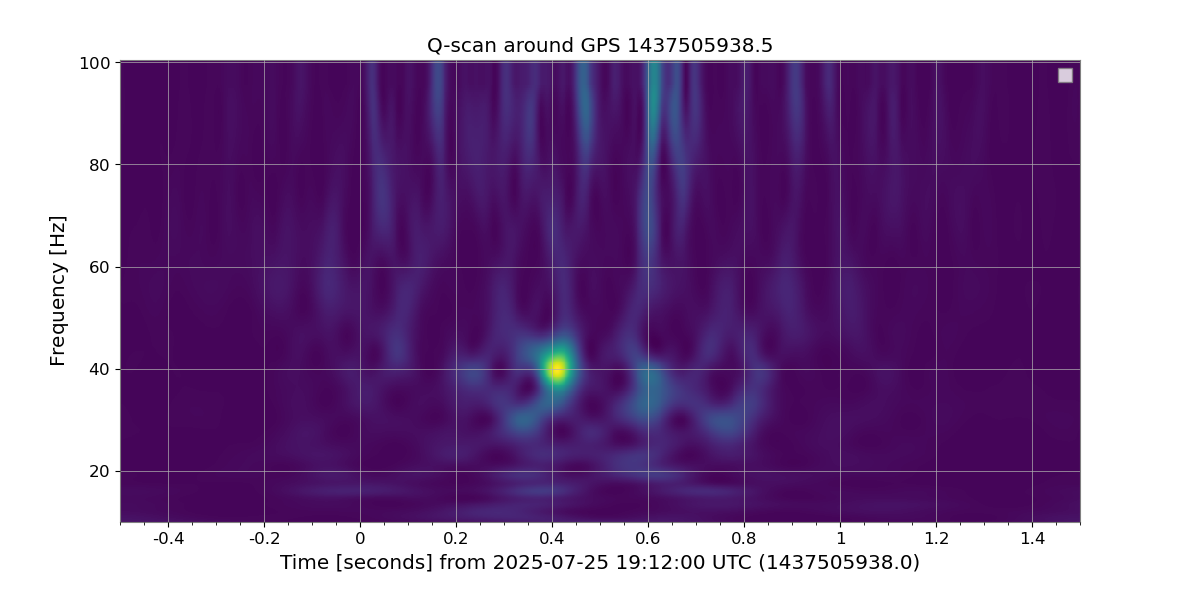 Q-scan around GPS 1437505938.5
100
80
60
40
20
Frequency [Hz]
-0.4 -0.2 0 0.2 0.4 0.6 0.8 1 1.2 1.4
Time [seconds] from 2025-07-25 19:12:00 UTC (1437505938.0)